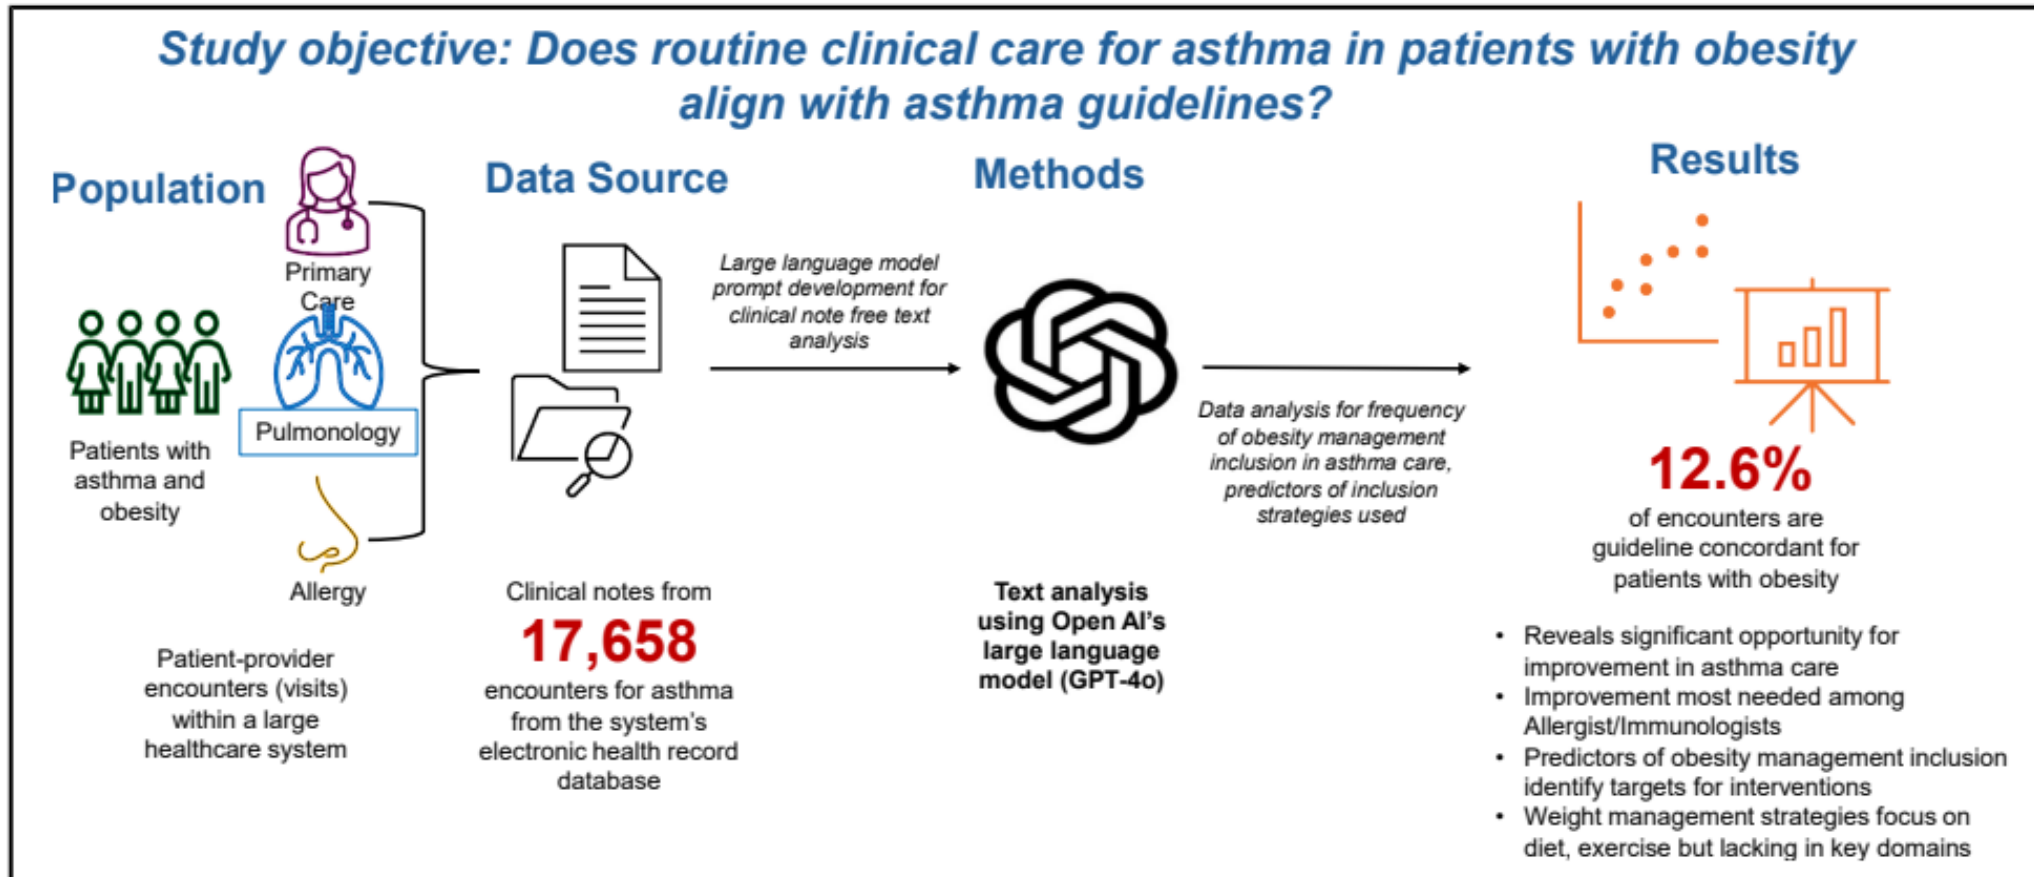 Study objective: Does routine clinical care for asthma in patients with obesity
align with asthma guidelines?
Population
Primary
Care
Pulmonology
Allergy
Patients with
asthma and
obesity
Patient-provider
encounters (visits)
within a large
healthcare system
Data Source
Clinical notes from
17,658
encounters for asthma
from the system's
electronic health record
database
Large language model
prompt development for
clinical note free text
analysis
Methods
Text analysis
using Open AI's
large language
model (GPT-4o)
Data analysis for frequency
of obesity management
inclusion in asthma care,
predictors of inclusion
strategies used
Results
12.6%
of encounters are
guideline concordant for
patients with obesity
• Reveals significant opportunity for
improvement in asthma care
• Improvement most needed among
Allergist/Immunologists
• Predictors of obesity management inclusion
identify targets for interventions
• Weight management strategies focus on
diet, exercise but lacking in key domains